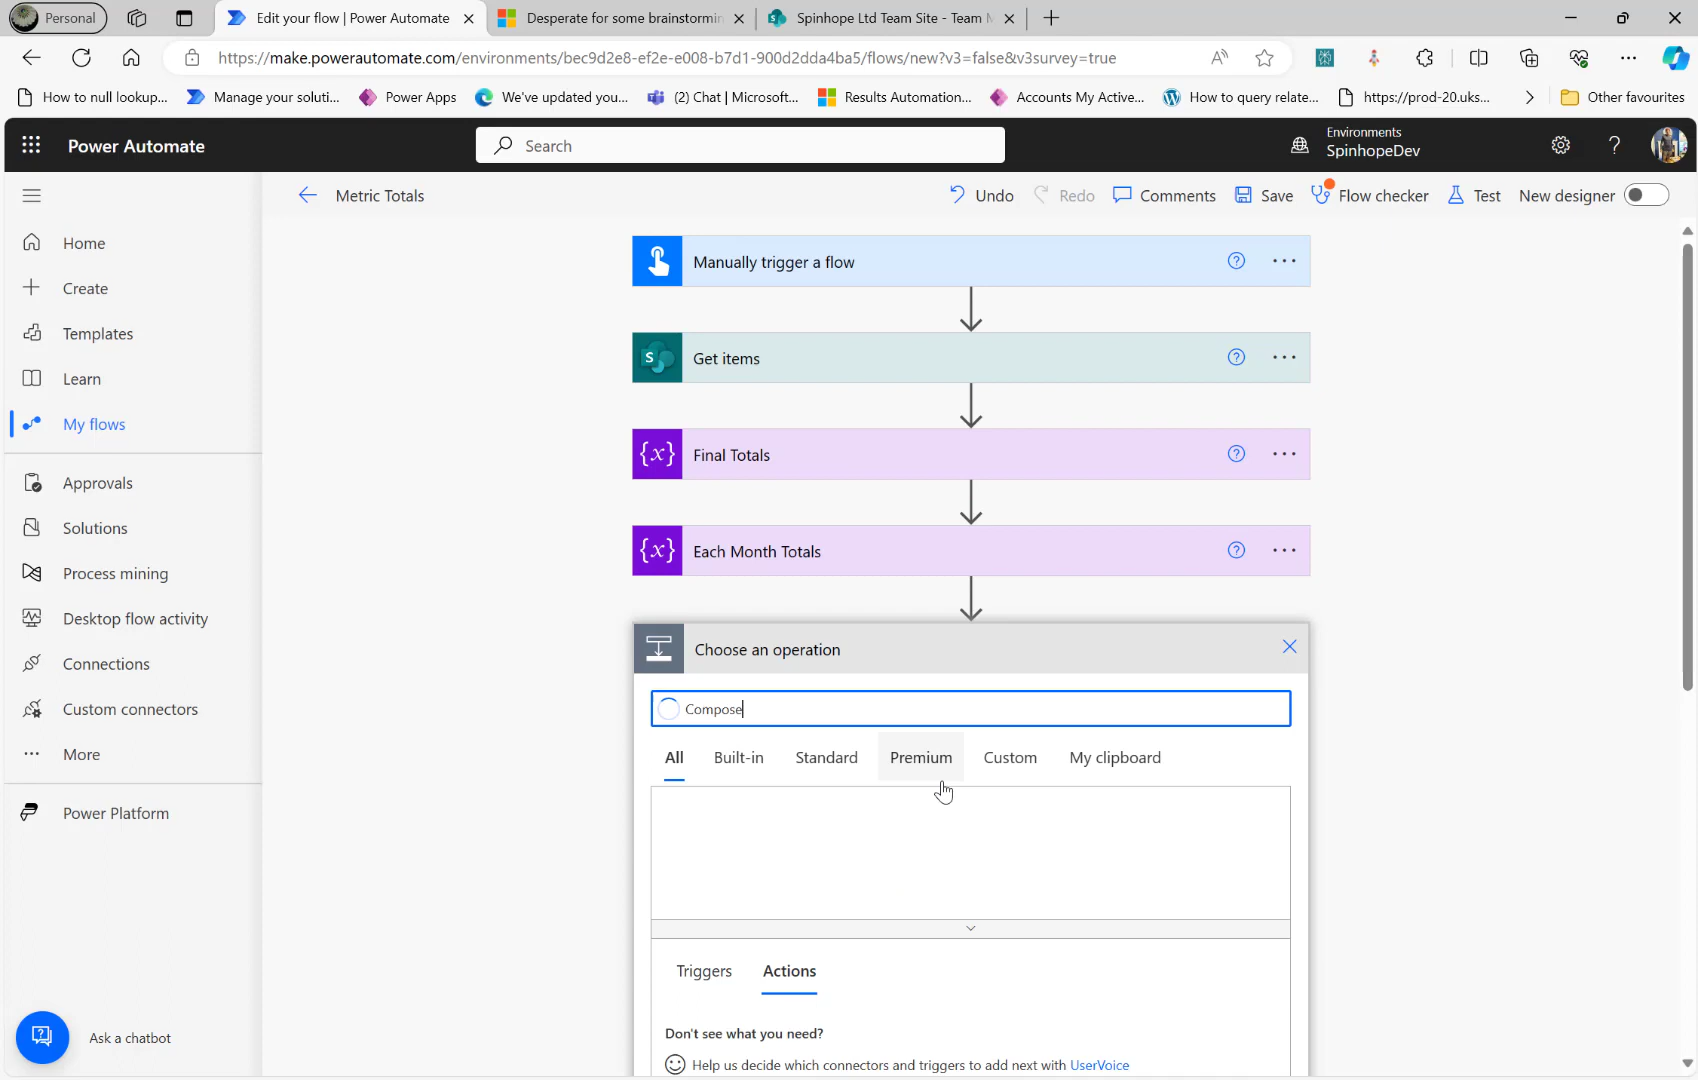 Personal
Edit your flow | Power Automate
Desperate for some brainstormin
Spinhope Ltd Team Site - Team M
https://make.powerautomate.com/environments/bec9d2e8-ef2e-e008-b7d1-900d2dda4ba5/flows/new?v3=false&v3survey=true
How to null lookup...
Manage your soluti...
Power Apps
We've updated you...
(2) Chat | Microsoft...
Results Automation...
Accounts My Active...
How to query relate...
https://prod-20.uks...
Other favourites
Power Automate
Search
Environments
SpinhopeDev
Metric Totals
Undo
Redo
Comments
Save
Flow checker
Test
New designer
Home
Create
Templates
Learn
My flows
Approvals
Solutions
Process mining
Desktop flow activity
Connections
Custom connectors
More
Power Platform
Ask a chatbot
Manually trigger a flow
Get items
Final Totals
Each Month Totals
Choose an operation
Compose
All
Built-in
Standard
Premium
Custom
My clipboard
Triggers
Actions
Don't see what you need?
Help us decide which connectors and triggers to add next with UserVoice